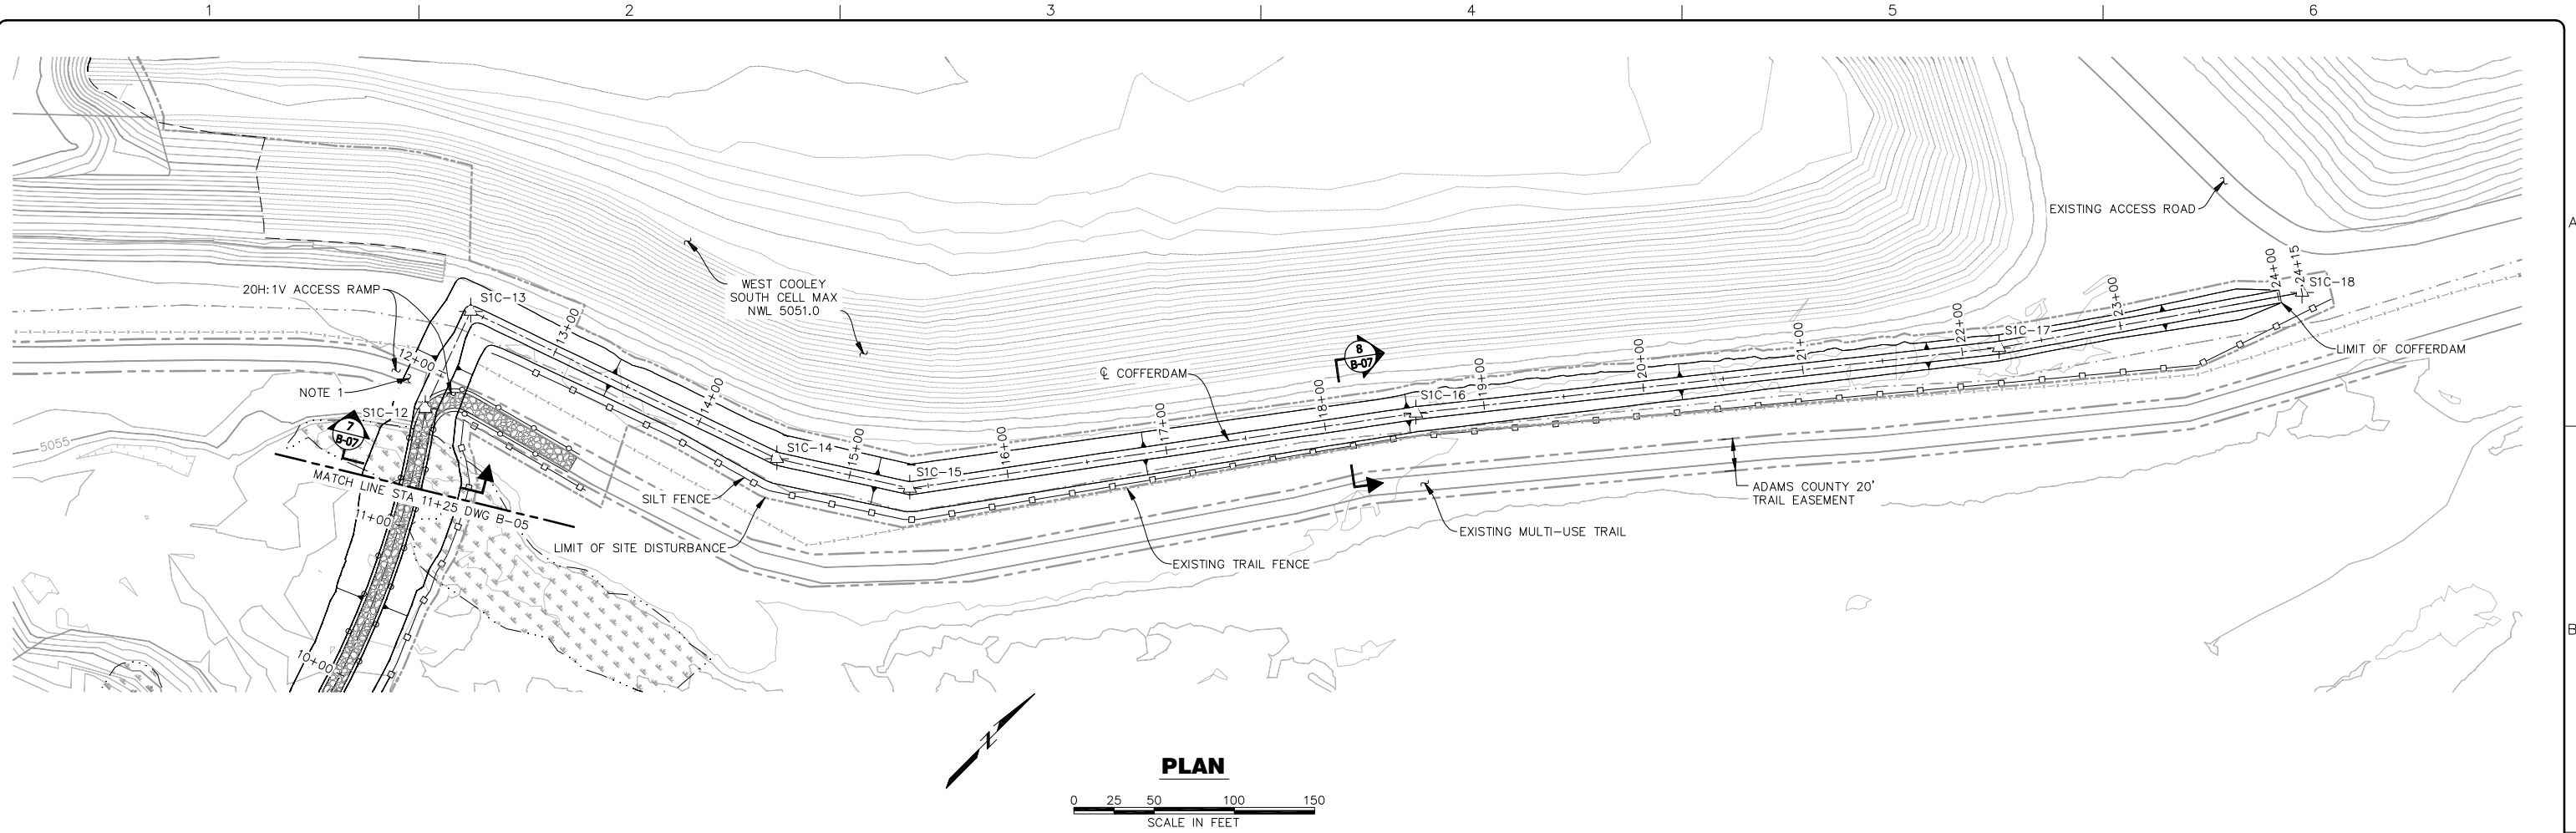 1
2
3
4
5
6
A
B
EXISTING ACCESS ROAD
24+00
24+15
S1C-18
WEST COOLEY
SOUTH CELL MAX
NWL 5051.0
20H:1V ACCESS RAMP
S1C-13
13+00
12+00
NOTE 1
S1C-12
7
B-07
5055
MATCH LINE STA 11+25 DWG B-05
11+00
10+00
14+00
S1C-14
15+00
S1C-15
16+00
17+00
℄ COFFERDAM
18+00
8
B-07
S1C-16
19+00
20+00
21+00
22+00
S1C-17
23+00
LIMIT OF COFFERDAM
SILT FENCE
LIMIT OF SITE DISTURBANCE
EXISTING TRAIL FENCE
EXISTING MULTI-USE TRAIL
ADAMS COUNTY 20'
TRAIL EASEMENT
N
PLAN
0 25 50 100 150
SCALE IN FEET